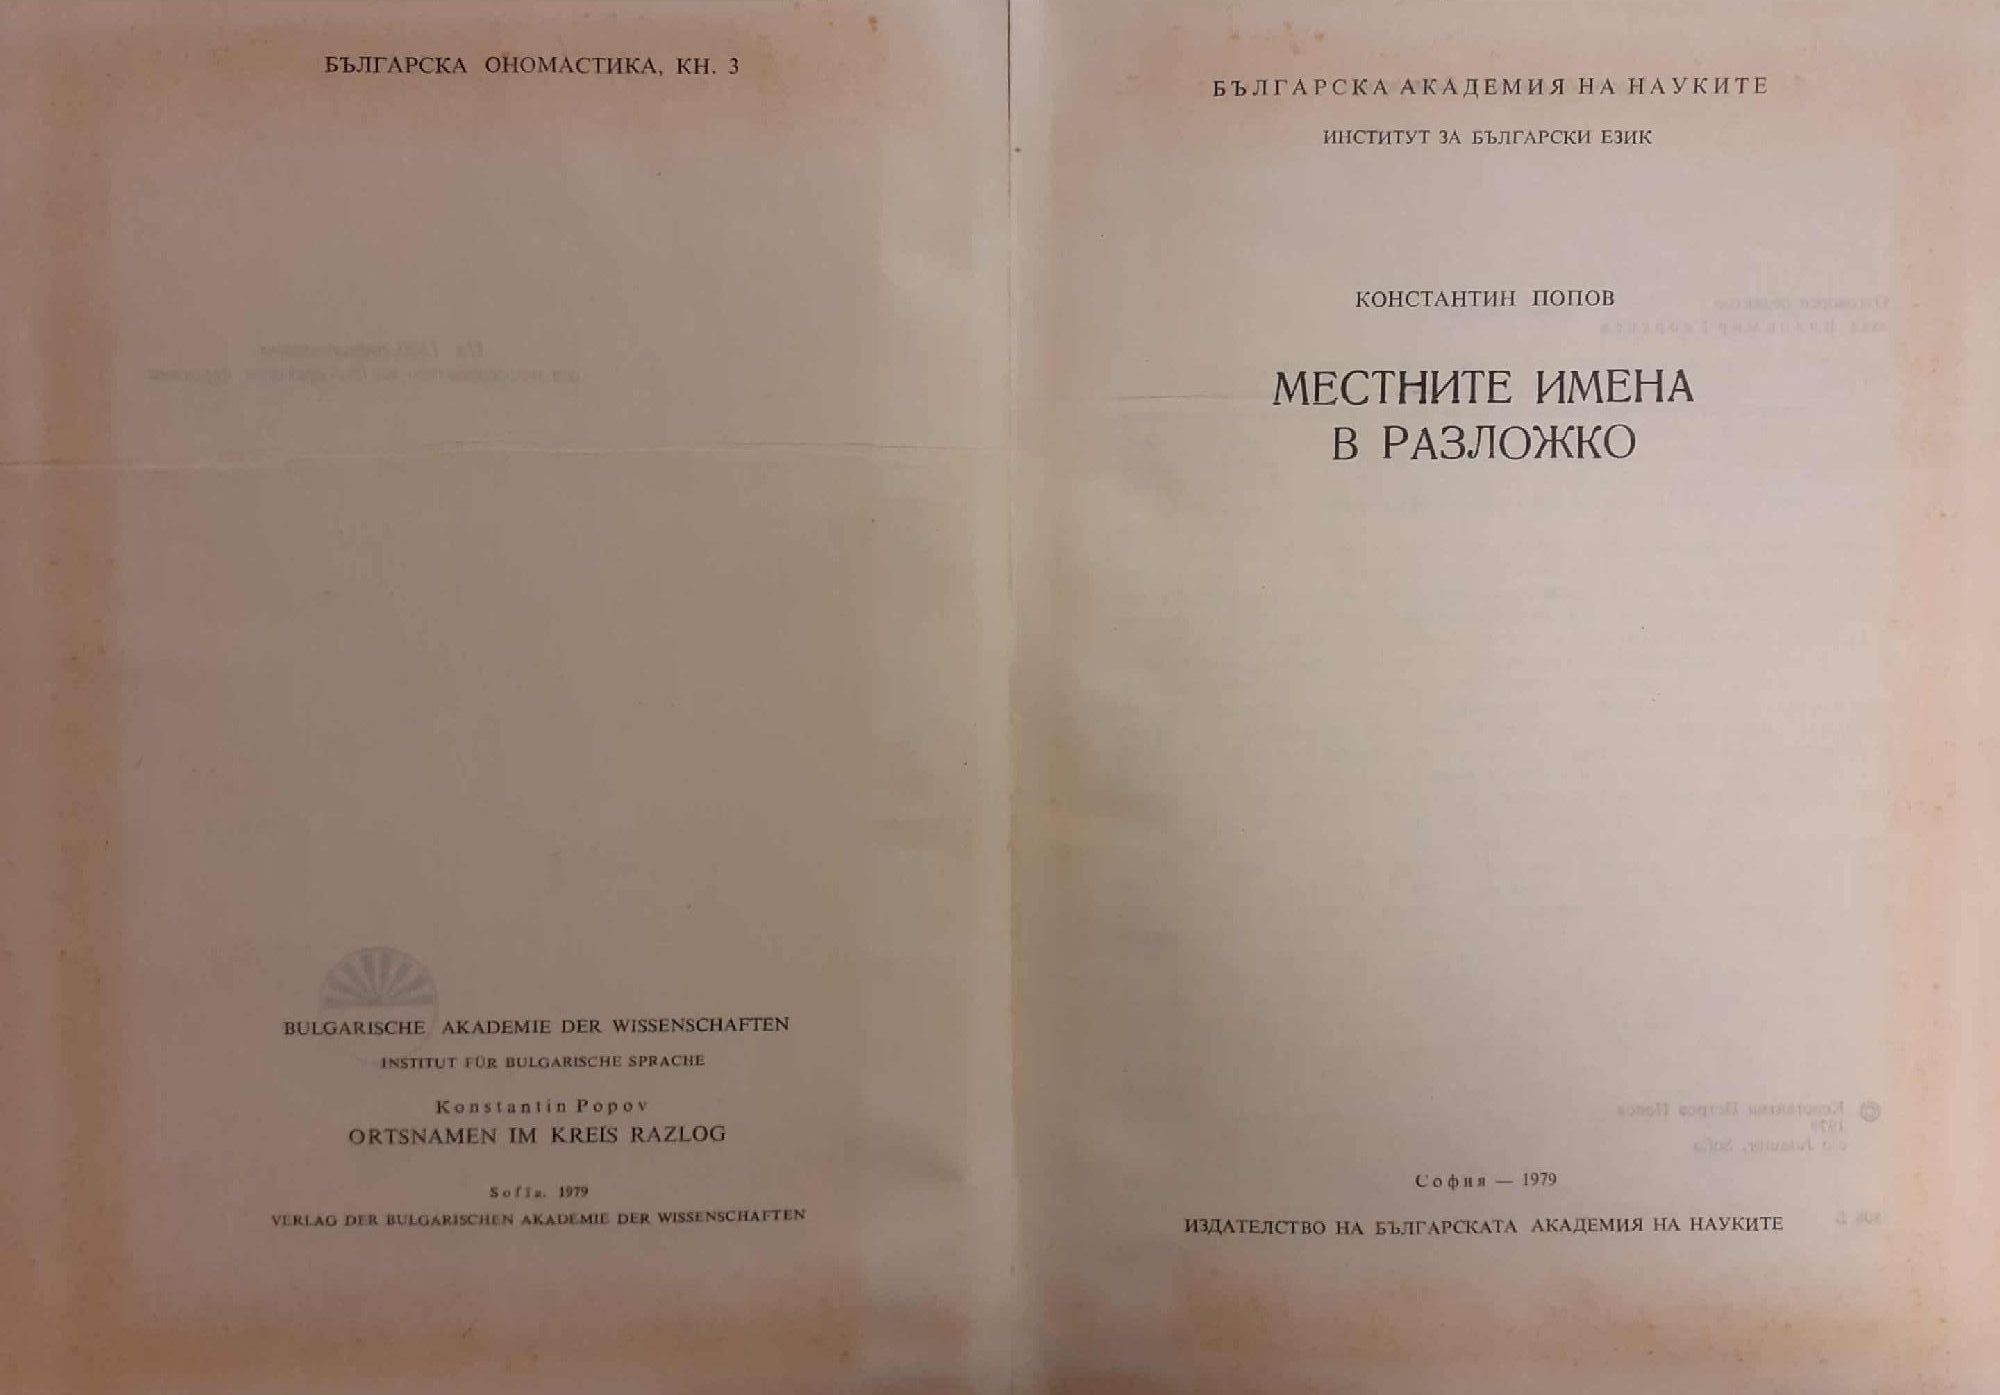 БЪЛГАРСКА ОНОМАСТИКА, КН. 3
BULGARISCHE AKADEMIE DER WISSENSCHAFTEN
INSTITUT FÜR BULGARISCHE SPRACHE
Konstantin Popov
ORTSNAMEN IM KREIS RAZLOG
Sofia. 1979
VERLAG DER BULGARISCHEN AKADEMIE DER WISSENSCHAFTEN
БЪЛГАРСКА АКАДЕМИЯ НА НАУКИТЕ
ИНСТИТУТ ЗА БЪЛГАРСКИ ЕЗИК
КОНСТАНТИН ПОПОВ
МЕСТНИТЕ ИМЕНА
В РАЗЛОЖКО
София — 1979
ИЗДАТЕЛСТВО НА БЪЛГАРСКАТА АКАДЕМИЯ НА НАУКИТЕ